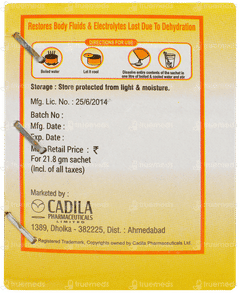 Restores Body Fluids & Electrolytes Lost Due To Dehydration
DIRECTIONS FOR USE
Boiled water
Let it cool
Dissolve entire contents of the sachet in
one litre of boiled & cooled water and stir
Storage : Store protected from light & moisture.
Mfg. Lic. No. : 25/6/2014
Batch No :
Mfg. Date :
Exp. Date :
Retail Price : ₹
For 21.8 gm sachet
(incl. of all taxes)
Marketed by :
CADILA
PHARMACEUTICALS
LIMITED
1389, Dholka - 382225, Dist. : Ahmedabad
Registered Trademark, Copyrights owned by Cadila Pharmaceuticals Ltd.